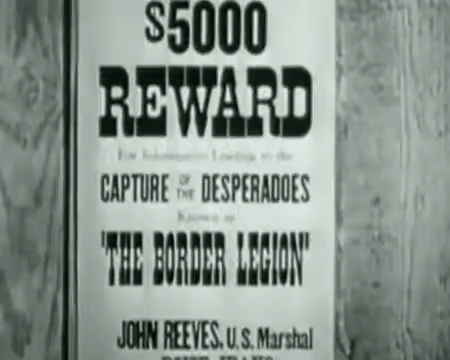 $5000
REWARD
For Information Leading to the
CAPTURE OF THE DESPERADOES
Known as
"THE BORDER LEGION"
JOHN REEVES, U.S. Marshal